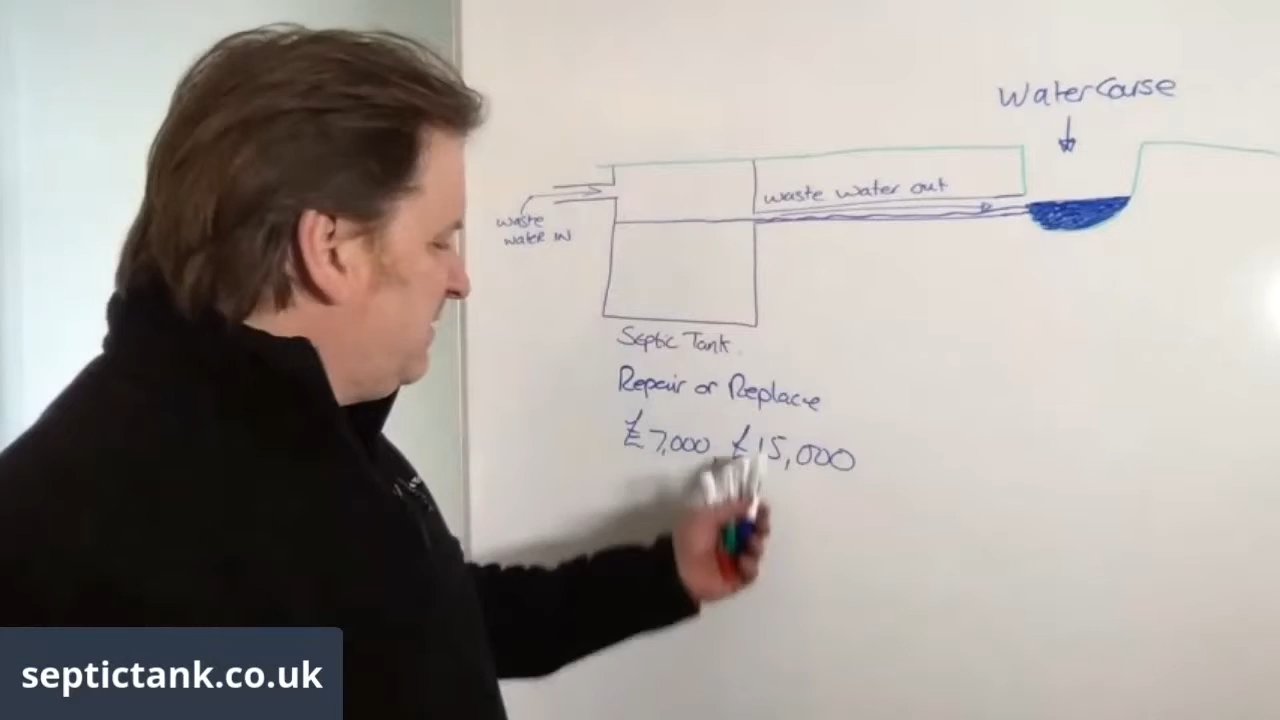 Water Course
waste water out
waste
water IN
Septic Tank.
Repair or Replace
£7,000, £15,000
septictank.co.uk